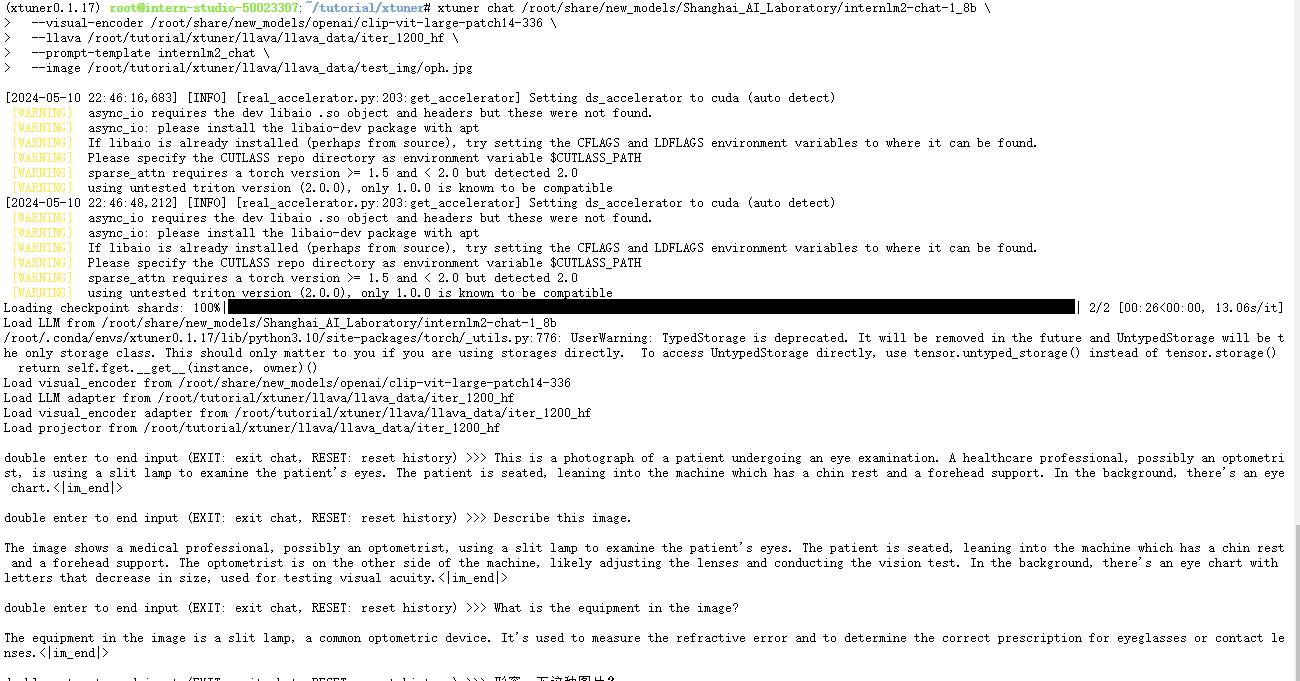 (xtuner0.1.17) root@intern-studio-50023307:~/tutorial/xtuner# xtuner chat /root/share/new_models/Shanghai_AI_Laboratory/internlm2-chat-1_8b \
>   --visual-encoder /root/share/new_models/openai/clip-vit-large-patch14-336 \
>   --llava /root/tutorial/xtuner/llava/llava_data/iter_1200_hf \
>   --prompt-template internlm2_chat \
>   --image /root/tutorial/xtuner/llava/llava_data/test_img/oph.jpg
[2024-05-10 22:46:16,683] [INFO] [real_accelerator.py:203:get_accelerator] Setting ds_accelerator to cuda (auto detect)
[WARNING]  async_io requires the dev libaio .so object and headers but these were not found.
[WARNING]  async_io: please install the libaio-dev package with apt
[WARNING]  If libaio is already installed (perhaps from source), try setting the CFLAGS and LDFLAGS environment variables to where it can be found.
[WARNING]  Please specify the CUTLASS repo directory as environment variable $CUTLASS_PATH
[WARNING]  sparse_attn requires a torch version >= 1.5 and < 2.0 but detected 2.0
[WARNING]  using untested triton version (2.0.0), only 1.0.0 is known to be compatible
[2024-05-10 22:46:48,212] [INFO] [real_accelerator.py:203:get_accelerator] Setting ds_accelerator to cuda (auto detect)
[WARNING]  async_io requires the dev libaio .so object and headers but these were not found.
[WARNING]  async_io: please install the libaio-dev package with apt
[WARNING]  If libaio is already installed (perhaps from source), try setting the CFLAGS and LDFLAGS environment variables to where it can be found.
[WARNING]  Please specify the CUTLASS repo directory as environment variable $CUTLASS_PATH
[WARNING]  sparse_attn requires a torch version >= 1.5 and < 2.0 but detected 2.0
[WARNING]  using untested triton version (2.0.0), only 1.0.0 is known to be compatible
Loading checkpoint shards: 100%| | 2/2 [00:26<00:00, 13.06s/it]
Load LLM from /root/share/new_models/Shanghai_AI_Laboratory/internlm2-chat-1_8b
/root/.conda/envs/xtuner0.1.17/lib/python3.10/site-packages/torch/_utils.py:776: UserWarning: TypedStorage is deprecated. It will be removed in the future and UntypedStorage will be t
he only storage class. This should only matter to you if you are using storages directly.  To access UntypedStorage directly, use tensor.untyped_storage() instead of tensor.storage()
  return self.fget.__get__(instance, owner)()
Load visual_encoder from /root/share/new_models/openai/clip-vit-large-patch14-336
Load LLM adapter from /root/tutorial/xtuner/llava/llava_data/iter_1200_hf
Load visual_encoder adapter from /root/tutorial/xtuner/llava/llava_data/iter_1200_hf
Load projector from /root/tutorial/xtuner/llava/llava_data/iter_1200_hf
double enter to end input (EXIT: exit chat, RESET: reset history) >>> This is a photograph of a patient undergoing an eye examination. A healthcare professional, possibly an optometri
st, is using a slit lamp to examine the patient's eyes. The patient is seated, leaning into the machine which has a chin rest and a forehead support. In the background, there's an eye
 chart.<|im_end|>
double enter to end input (EXIT: exit chat, RESET: reset history) >>> Describe this image.
The image shows a medical professional, possibly an optometrist, using a slit lamp to examine the patient's eyes. The patient is seated, leaning into the machine which has a chin rest
 and a forehead support. The optometrist is on the other side of the machine, likely adjusting the lenses and conducting the vision test. In the background, there's an eye chart with
letters that decrease in size, used for testing visual acuity.<|im_end|>
double enter to end input (EXIT: exit chat, RESET: reset history) >>> What is the equipment in the image?
The equipment in the image is a slit lamp, a common optometric device. It's used to measure the refractive error and to determine the correct prescription for eyeglasses or contact le
nses.<|im_end|>